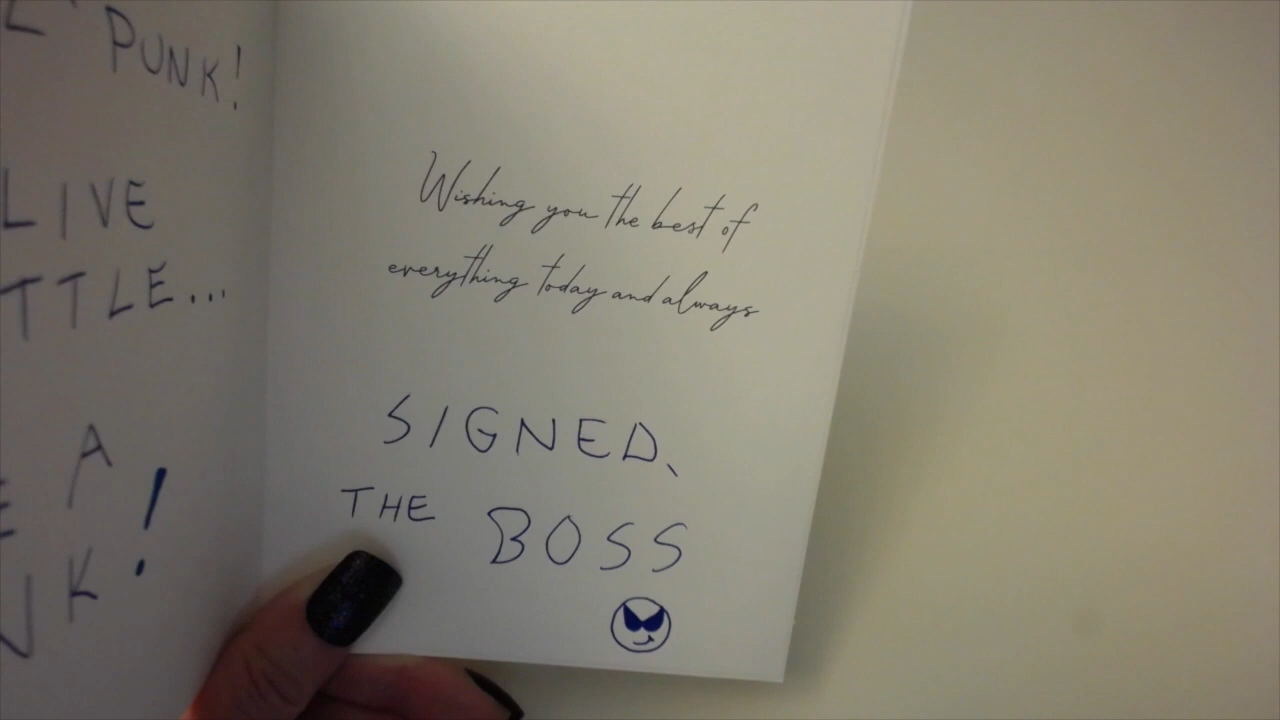 PUNK!
LIVE
TTLE...
A
K!
Wishing you the best of
everything today and always
SIGNED,
THE BOSS